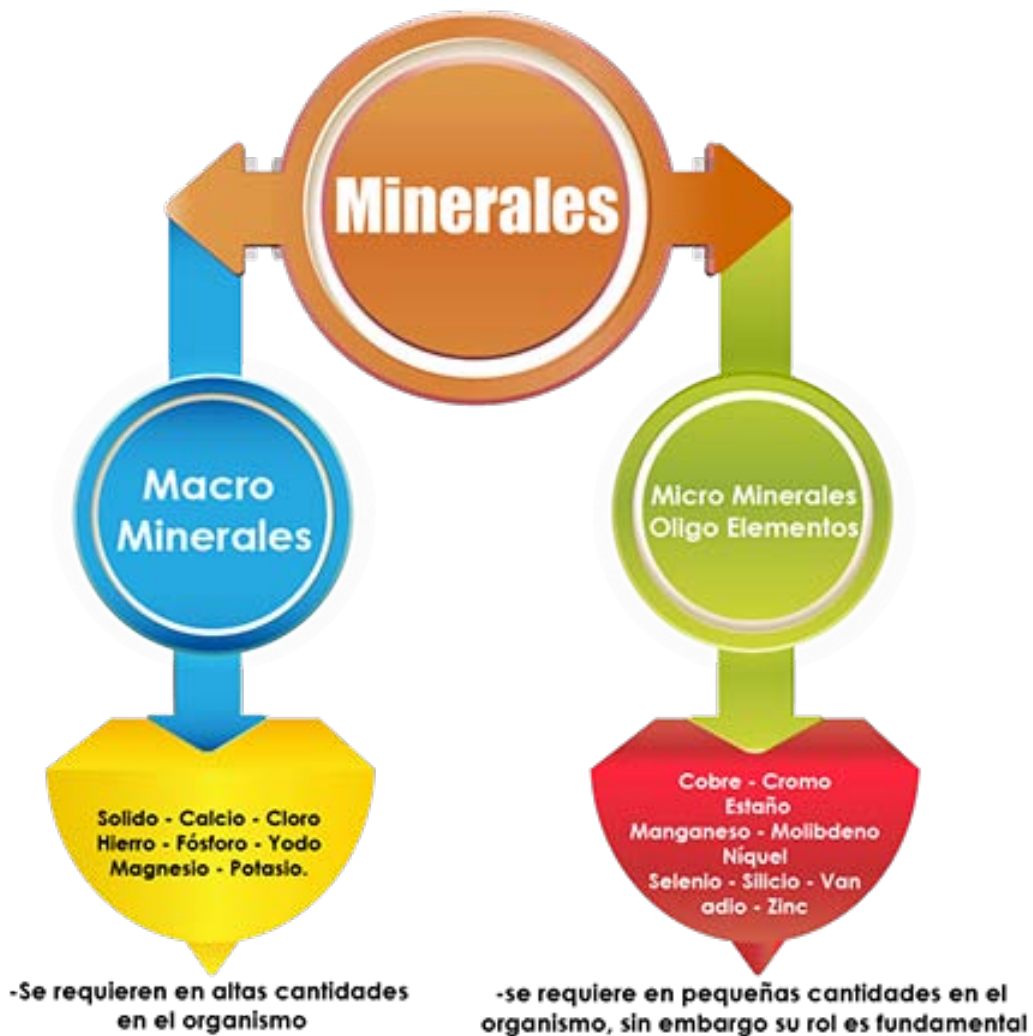 Minerales
Macro
Minerales
Micro Minerales
Oligo Elementos
Solido - Calcio - Cloro
Hierro - Fósforo - Yodo
Magnesio - Potasio.
Cobre - Cromo
Estaño
Manganeso - Molibdeno
Níquel
Selenio - Silicio - Van
adio - Zinc
-Se requieren en altas cantidades
en el organismo
-se requiere en pequeñas cantidades en el
organismo, sin embargo su rol es fundamental